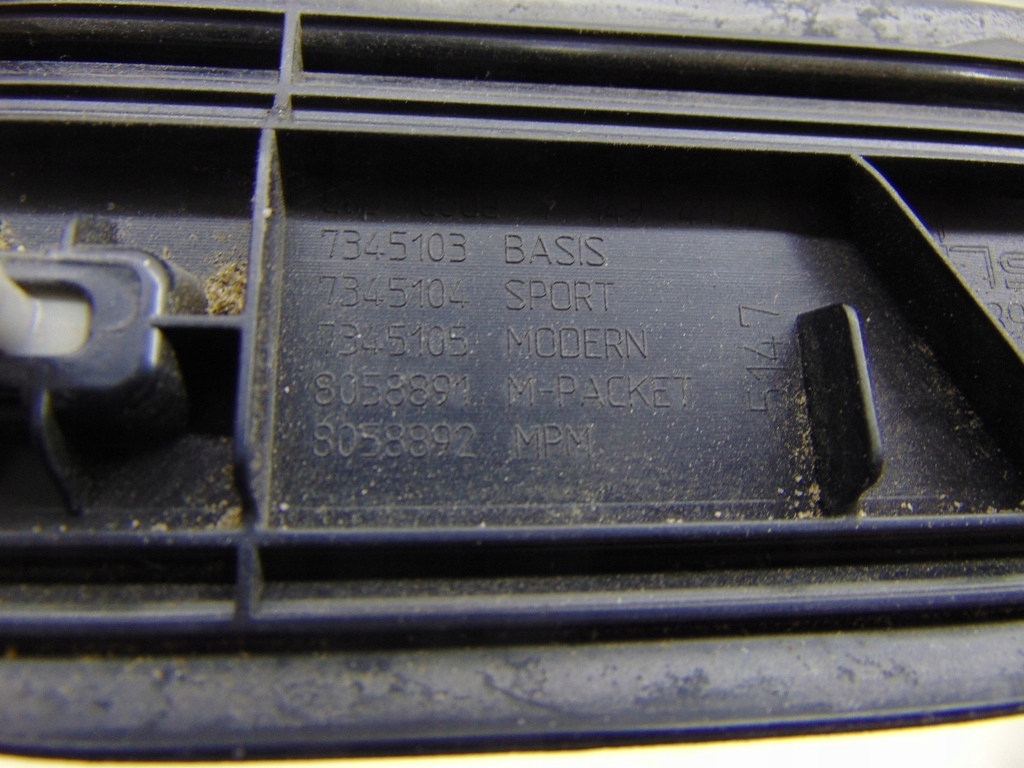 7345103 BASIS
7345104 SPORT
7345105 MODERN
8058891 M-PACKET
8058892 MPM
5147